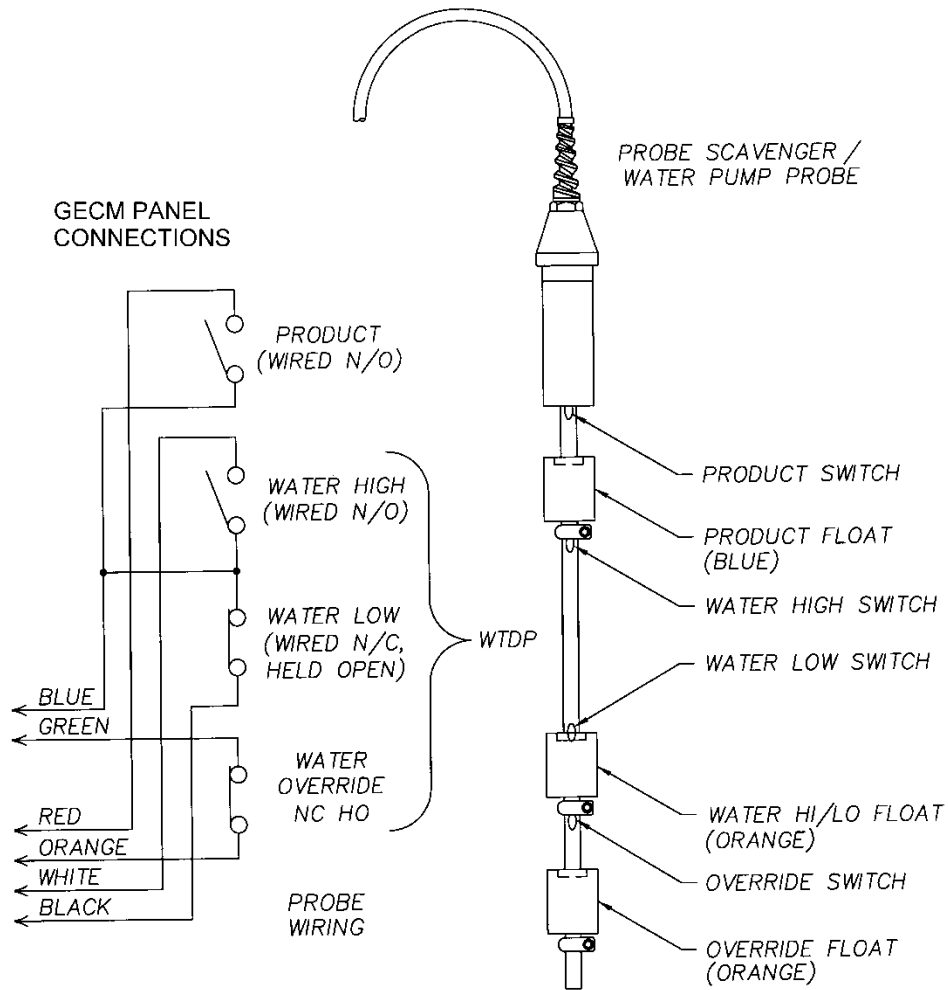 PROBE SCAVENGER /
WATER PUMP PROBE
GECM PANEL
CONNECTIONS
PRODUCT
(WIRED N/O)
WATER HIGH
(WIRED N/O)
WATER LOW
(WIRED N/C,
HELD OPEN)
WTDP
BLUE
GREEN
WATER
OVERRIDE
NC HO
RED
ORANGE
WHITE
BLACK
PROBE
WIRING
PRODUCT SWITCH
PRODUCT FLOAT
(BLUE)
WATER HIGH SWITCH
WATER LOW SWITCH
WATER HI/LO FLOAT
(ORANGE)
OVERRIDE SWITCH
OVERRIDE FLOAT
(ORANGE)